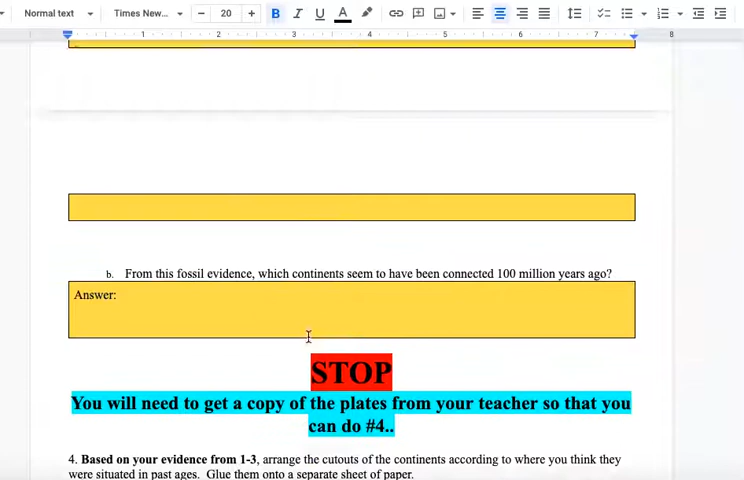 Normal text Times New... 20 B I U A
1 2 3 4 5 6 7 8
b. From this fossil evidence, which continents seem to have been connected 100 million years ago?
Answer:
STOP
You will need to get a copy of the plates from your teacher so that you
can do #4..
4. Based on your evidence from 1-3, arrange the cutouts of the continents according to where you think they
were situated in past ages. Glue them onto a separate sheet of paper.